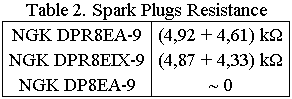 Table 2. Spark Plugs Resistance
NGK DPR8EA-9 (4,92 + 4,61) kΩ
NGK DPR8EIX-9 (4,87 + 4,33) kΩ
NGK DP8EA-9 ~ 0